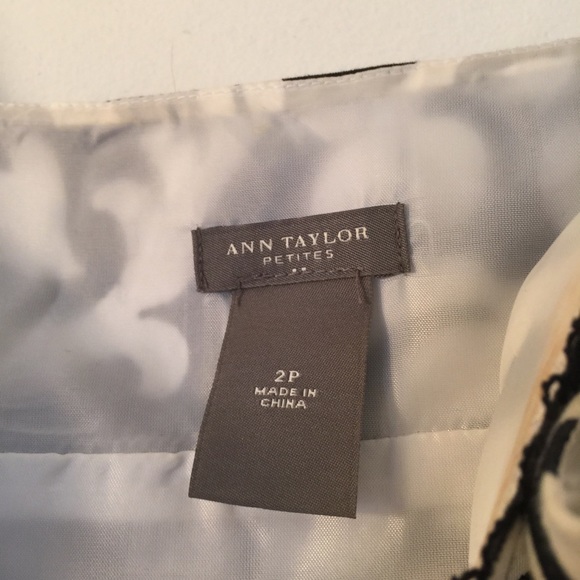 ANN TAYLOR
PETITES
2P
MADE IN
CHINA